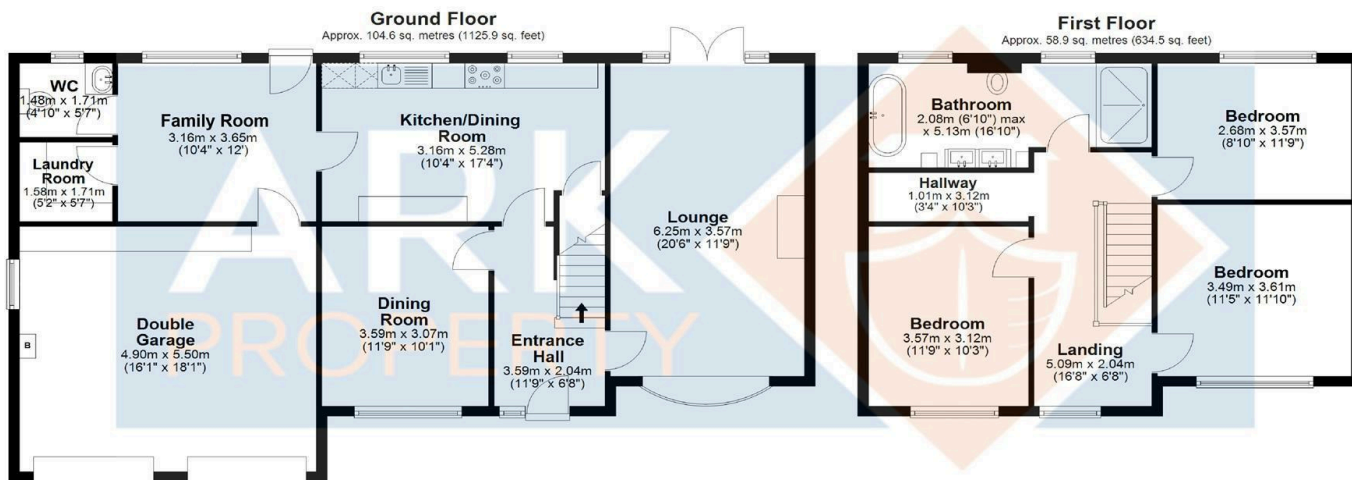 Ground Floor
Approx. 104.6 sq. metres (1125.9 sq. feet)
WC
1.48m x 1.71m
(4'10" x 5'7")
Family Room
3.16m x 3.65m
(10'4" x 12')
Kitchen/Dining
Room
3.16m x 5.28m
(10'4" x 17'4")
Laundry
Room
1.58m x 1.71m
(5'2" x 5'7")
Lounge
6.25m x 3.57m
(20'6" x 11'9")
Double
Garage
4.90m x 5.50m
(16'1" x 18'1")
B
Dining
Room
3.59m x 3.07m
(11'9" x 10'1")
Entrance
Hall
3.59m x 2.04m
(11'9" x 6'8")
First Floor
Approx. 58.9 sq. metres (634.5 sq. feet)
Bathroom
2.08m (6'10") max
x 5.13m (16'10")
Bedroom
2.68m x 3.57m
(8'10" x 11'9")
Hallway
1.01m x 3.12m
(3'4" x 10'3")
Bedroom
3.49m x 3.61m
(11'5" x 11'10")
Bedroom
3.57m x 3.12m
(11'9" x 10'3")
Landing
5.09m x 2.04m
(16'8" x 6'8")
ARK
PROPERTY